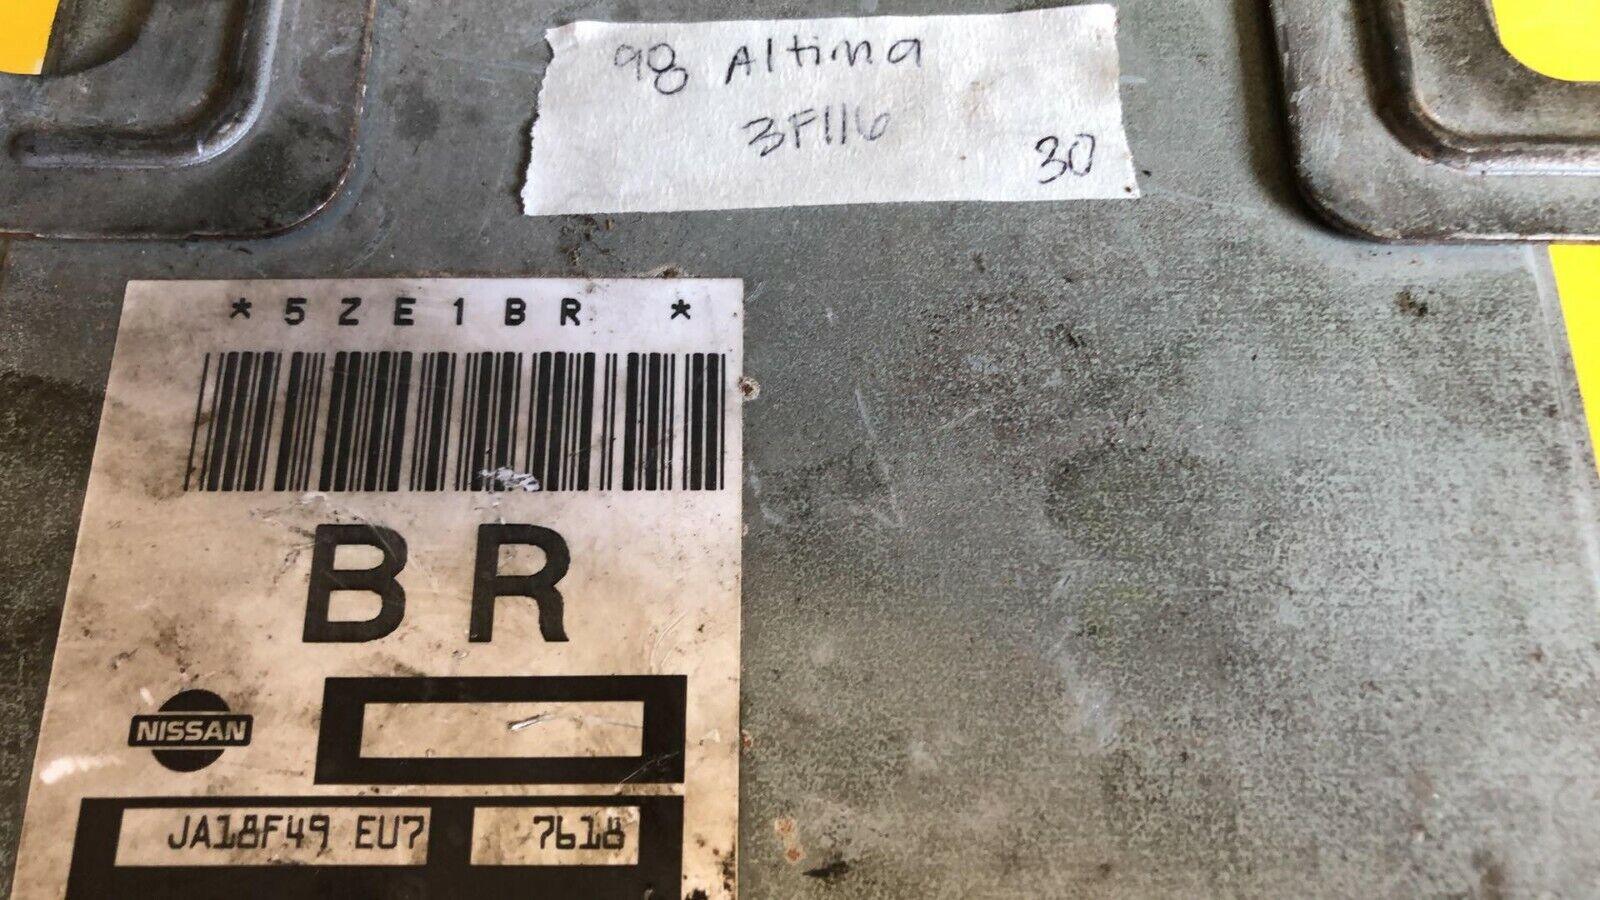 98 Altima
3F116
30
*5ZE1BR *
BR
NISSAN
JA18F49 EU7
7618